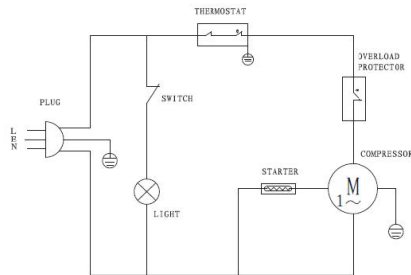 THERMOSTAT
OVERLOAD
PROTECTOR
PLUG
SWITCH
L
E
N
COMPRESSOR
STARTER
M
1～
LIGHT